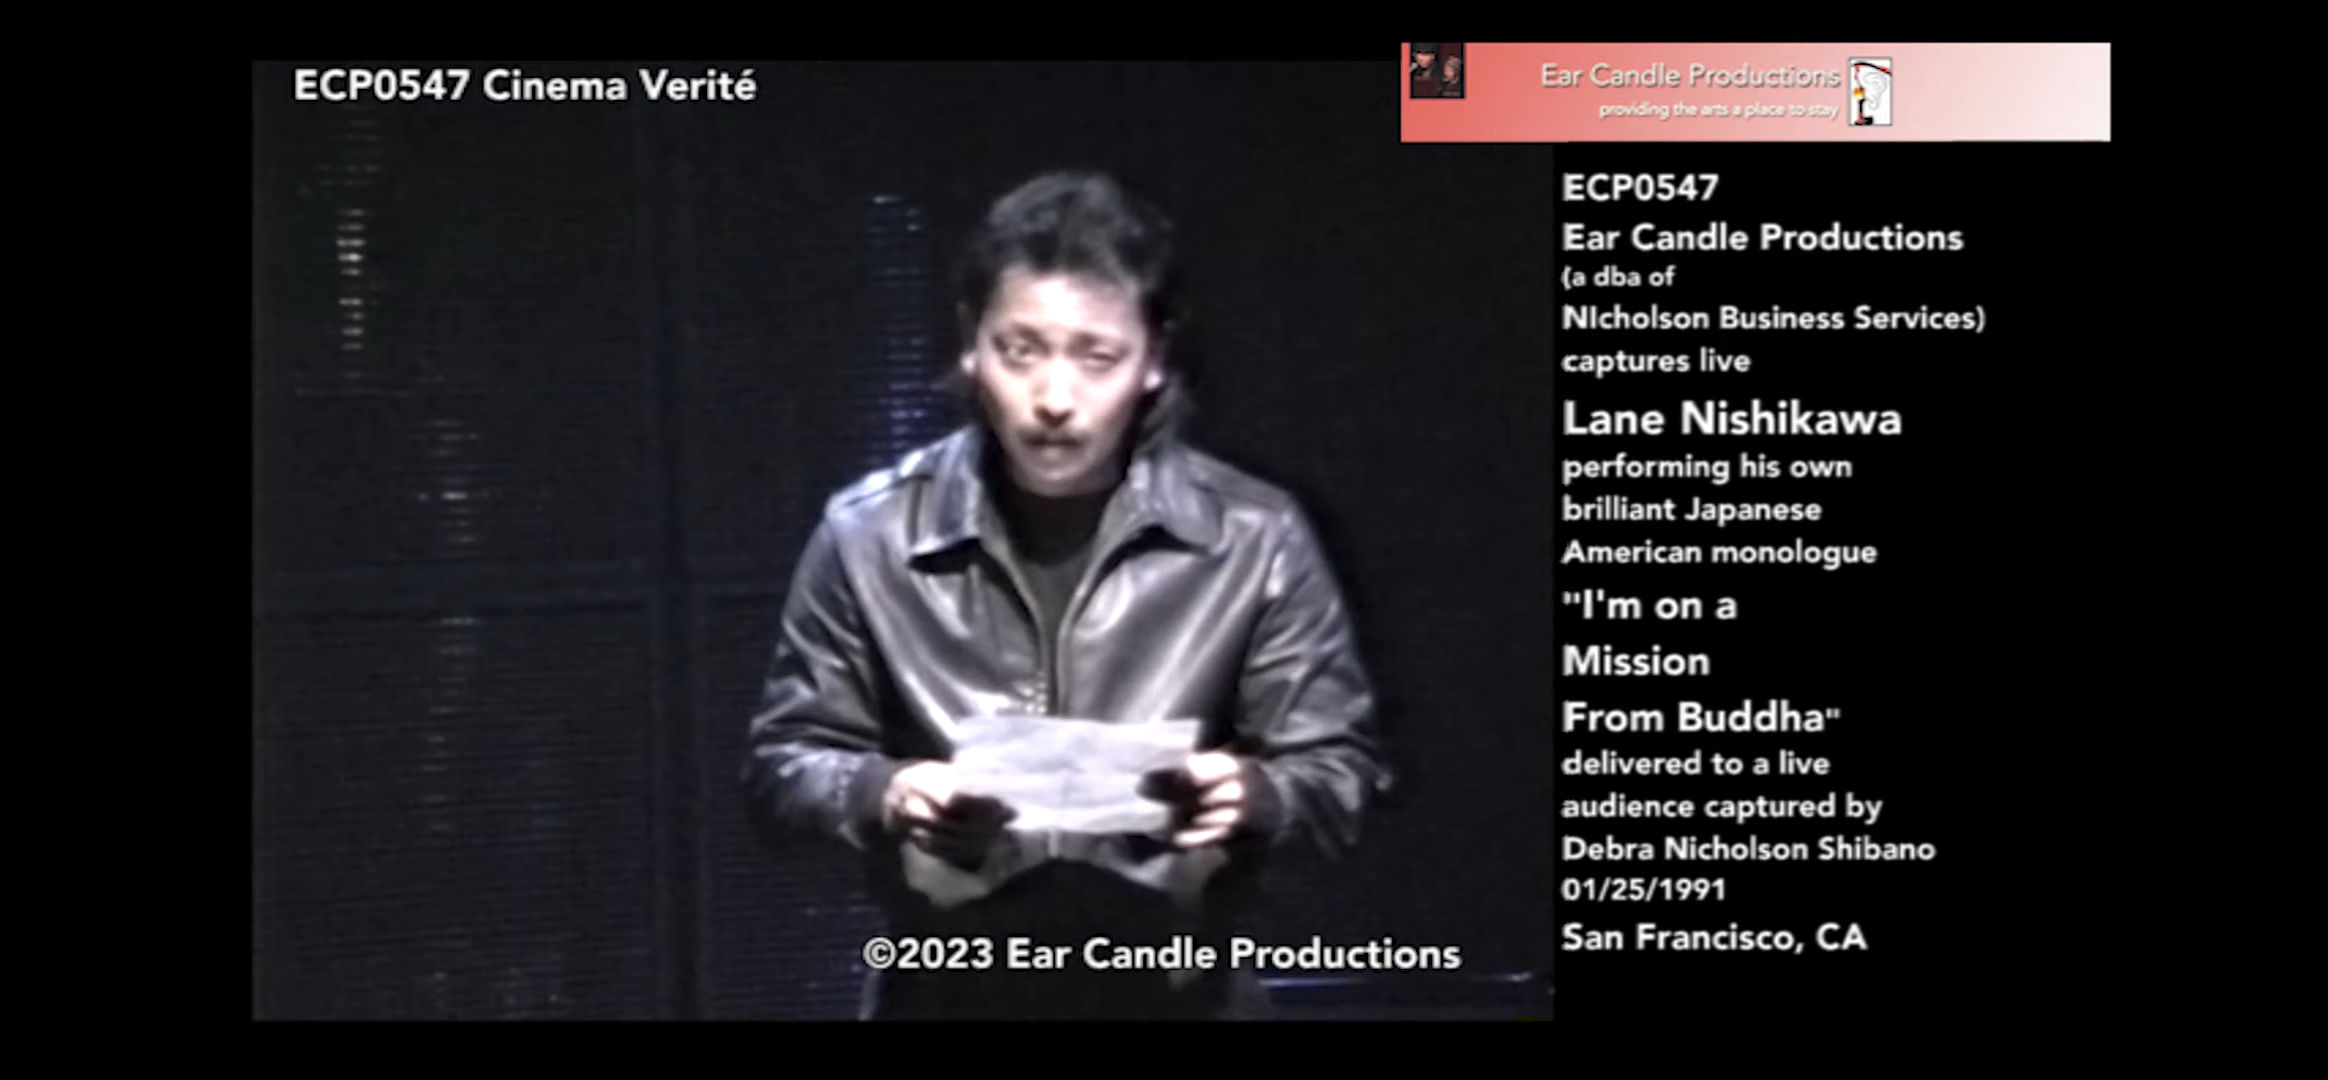 ECP0547 Cinema Verité
Ear Candle Productions
providing the arts a place to stay
ECP0547
Ear Candle Productions
(a dba of
NIcholson Business Services)
captures live
Lane Nishikawa
performing his own
brilliant Japanese
American monologue
"I'm on a
Mission
From Buddha"
delivered to a live
audience captured by
Debra Nicholson Shibano
01/25/1991
San Francisco, CA
©2023 Ear Candle Productions